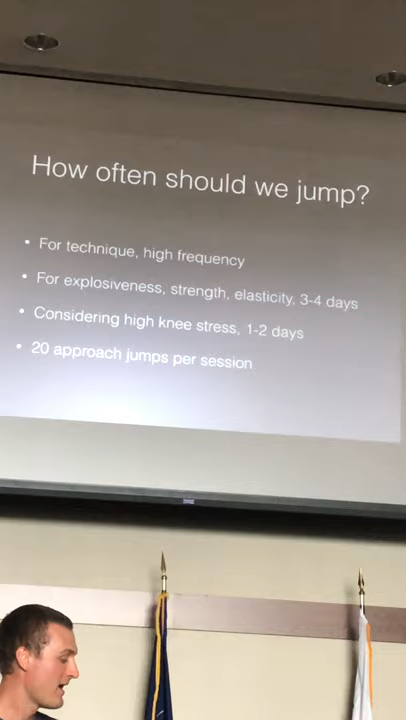 How often should we jump?
• For technique, high frequency
• For explosiveness, strength, elasticity, 3-4 days
• Considering high knee stress, 1-2 days
• 20 approach jumps per session